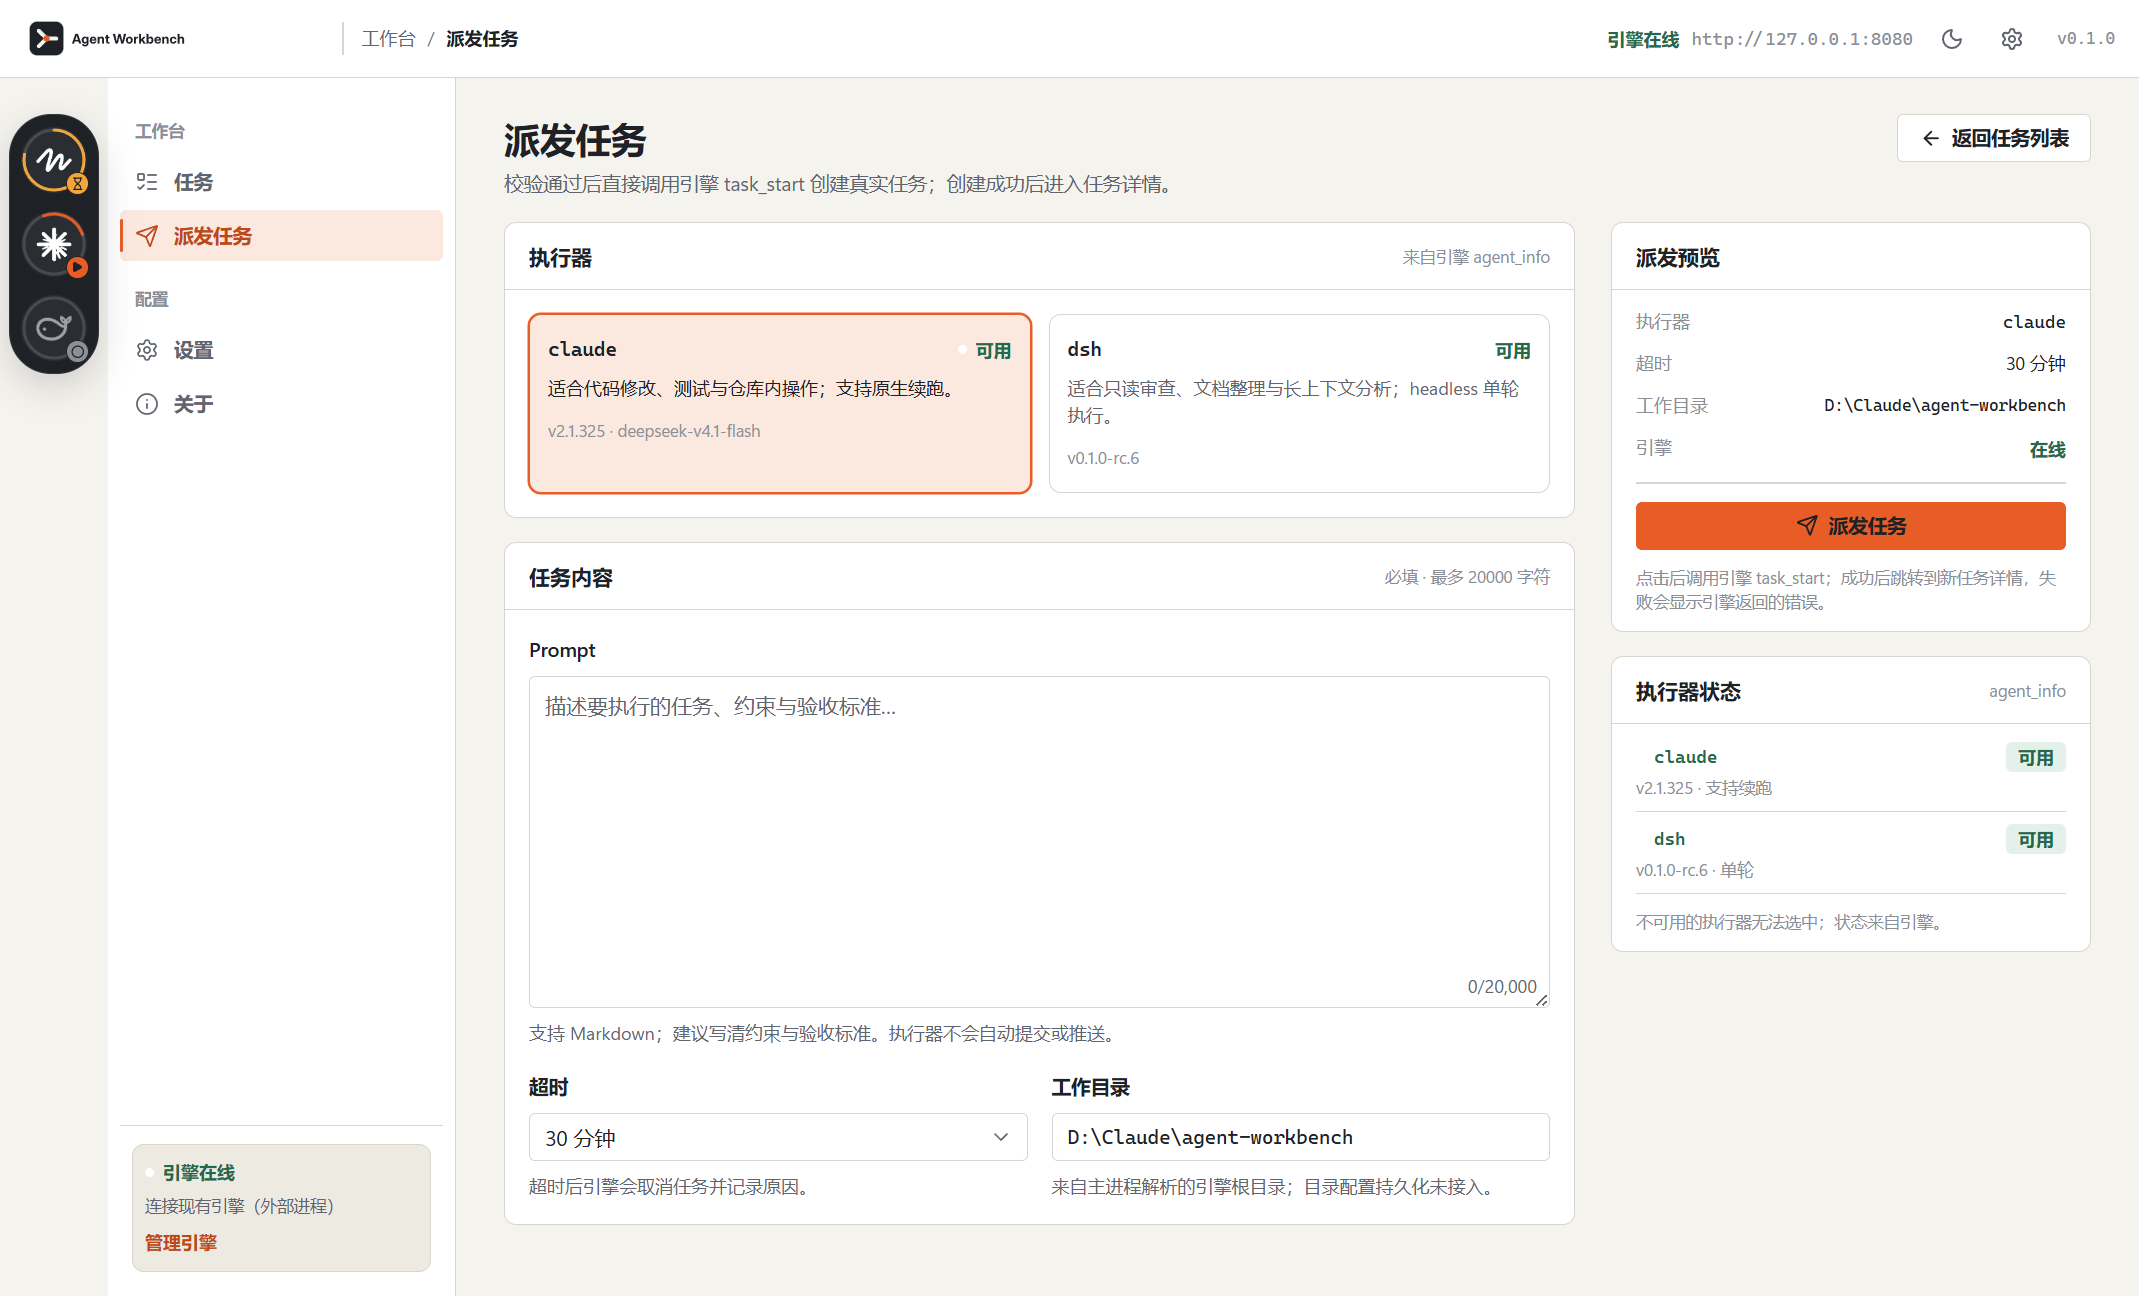 Agent Workbench
工作台 / 派发任务
引擎在线 http://127.0.0.1:8080
v0.1.0
工作台
任务
派发任务
配置
设置
关于
引擎在线
连接现有引擎（外部进程）
管理引擎
派发任务
校验通过后直接调用引擎 task_start 创建真实任务；创建成功后进入任务详情。
返回任务列表
执行器
来自引擎 agent_info
claude
可用
适合代码修改、测试与仓库内操作；支持原生续跑。
v2.1.325 · deepseek-v4.1-flash
dsh
可用
适合只读审查、文档整理与长上下文分析；headless 单轮
执行。
v0.1.0-rc.6
任务内容
必填 · 最多 20000 字符
Prompt
描述要执行的任务、约束与验收标准...
0/20,000
支持 Markdown；建议写清约束与验收标准。执行器不会自动提交或推送。
超时
30 分钟
超时后引擎会取消任务并记录原因。
工作目录
D:\Claude\agent-workbench
来自主进程解析的引擎根目录；目录配置持久化未接入。
派发预览
执行器
claude
超时
30 分钟
工作目录
D:\Claude\agent-workbench
引擎
在线
派发任务
点击后调用引擎 task_start；成功后跳转到新任务详情，失
败会显示引擎返回的错误。
执行器状态
agent_info
claude
可用
v2.1.325 · 支持续跑
dsh
可用
v0.1.0-rc.6 · 单轮
不可用的执行器无法选中；状态来自引擎。